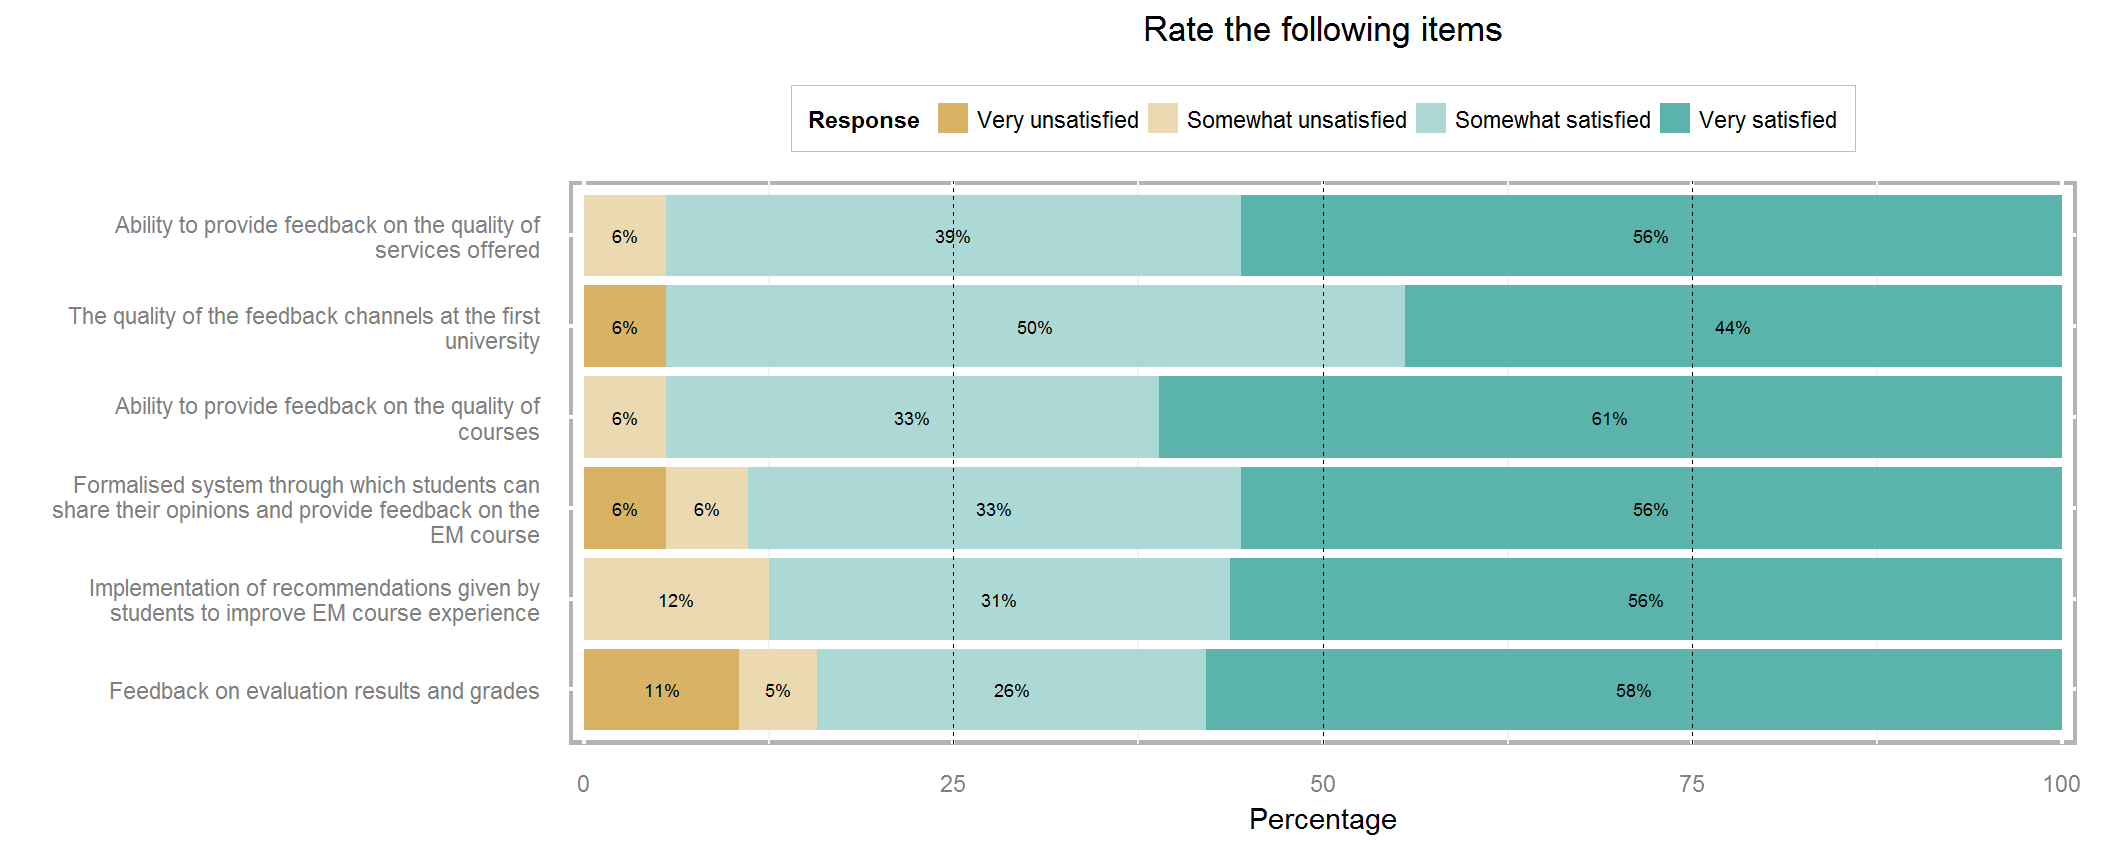 Rate the following items
Response Very unsatisfied Somewhat unsatisfied Somewhat satisfied Very satisfied
Ability to provide feedback on the quality of
services offered
6% 39% 56%
The quality of the feedback channels at the first
university
6% 50% 44%
Ability to provide feedback on the quality of
courses
6% 33% 61%
Formalised system through which students can
share their opinions and provide feedback on the
EM course
6% 6% 33% 56%
Implementation of recommendations given by
students to improve EM course experience
12% 31% 56%
Feedback on evaluation results and grades
11% 5% 26% 58%
0 25 50 75 100
Percentage